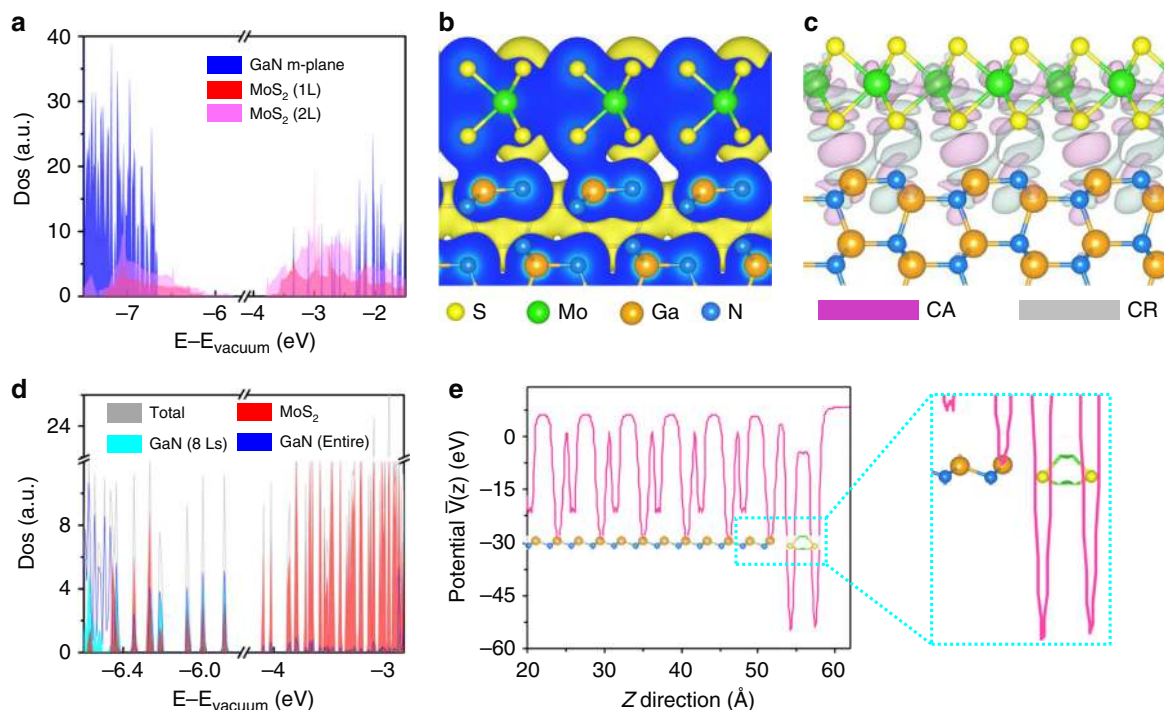 a
Dos (a.u.)
40
30
20
10
0
GaN m-plane
MoS2 (1L)
MoS2 (2L)
−7
−6
−4
−3
−2
E–Evacuum (eV)
b
S
Mo
Ga
N
c
CA
CR
d
Dos (a.u.)
24
8
4
0
Total
MoS2
GaN (8 Ls)
GaN (Entire)
−6.4
−6.0
−4
−3
E–Evacuum (eV)
e
Potential V̄(z) (eV)
0
−15
−30
−45
−60
20
30
40
50
60
Z direction (Å)